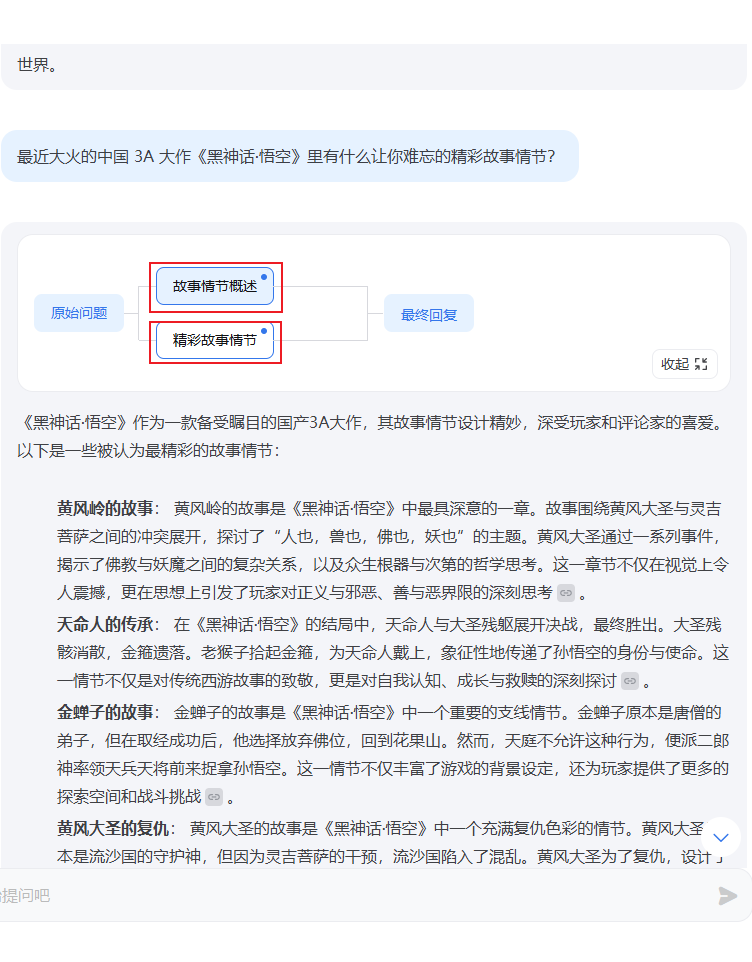 世界。
最近大火的中国 3A 大作《黑神话·悟空》里有什么让你难忘的精彩故事情节？
故事情节概述
原始问题
最终回复
精彩故事情节
收起
《黑神话·悟空》作为一款备受瞩目的国产3A大作，其故事情节设计精妙，深受玩家和评论家的喜爱。
以下是一些被认为最精彩的故事情节：
黄风岭的故事： 黄风岭的故事是《黑神话·悟空》中最具深意的一章。故事围绕黄风大圣与灵吉
菩萨之间的冲突展开，探讨了“人也，兽也，佛也，妖也”的主题。黄风大圣通过一系列事件，
揭示了佛教与妖魔之间的复杂关系，以及众生根器与次第的哲学思考。这一章节不仅在视觉上令
人震撼，更在思想上引发了玩家对正义与邪恶、善与恶界限的深刻思考 。
天命人的传承： 在《黑神话·悟空》的结局中，天命人与大圣残躯展开决战，最终胜出。大圣残
骸消散，金箍遗落。老猴子拾起金箍，为天命人戴上，象征性地传递了孙悟空的身份与使命。这
一情节不仅是对传统西游故事的致敬，更是对自我认知、成长与救赎的深刻探讨 。
金蝉子的故事： 金蝉子的故事是《黑神话·悟空》中一个重要的支线情节。金蝉子原本是唐僧的
弟子，但在取经成功后，他选择放弃佛位，回到花果山。然而，天庭不允许这种行为，便派二郎
神率领天兵天将前来捉拿孙悟空。这一情节不仅丰富了游戏的背景设定，还为玩家提供了更多的
探索空间和战斗挑战 。
黄风大圣的复仇： 黄风大圣的故事是《黑神话·悟空》中一个充满复仇色彩的情节。黄风大圣
本是流沙国的守护神，但因为灵吉菩萨的干预，流沙国陷入了混乱。黄风大圣为了复仇，设计了
提问吧